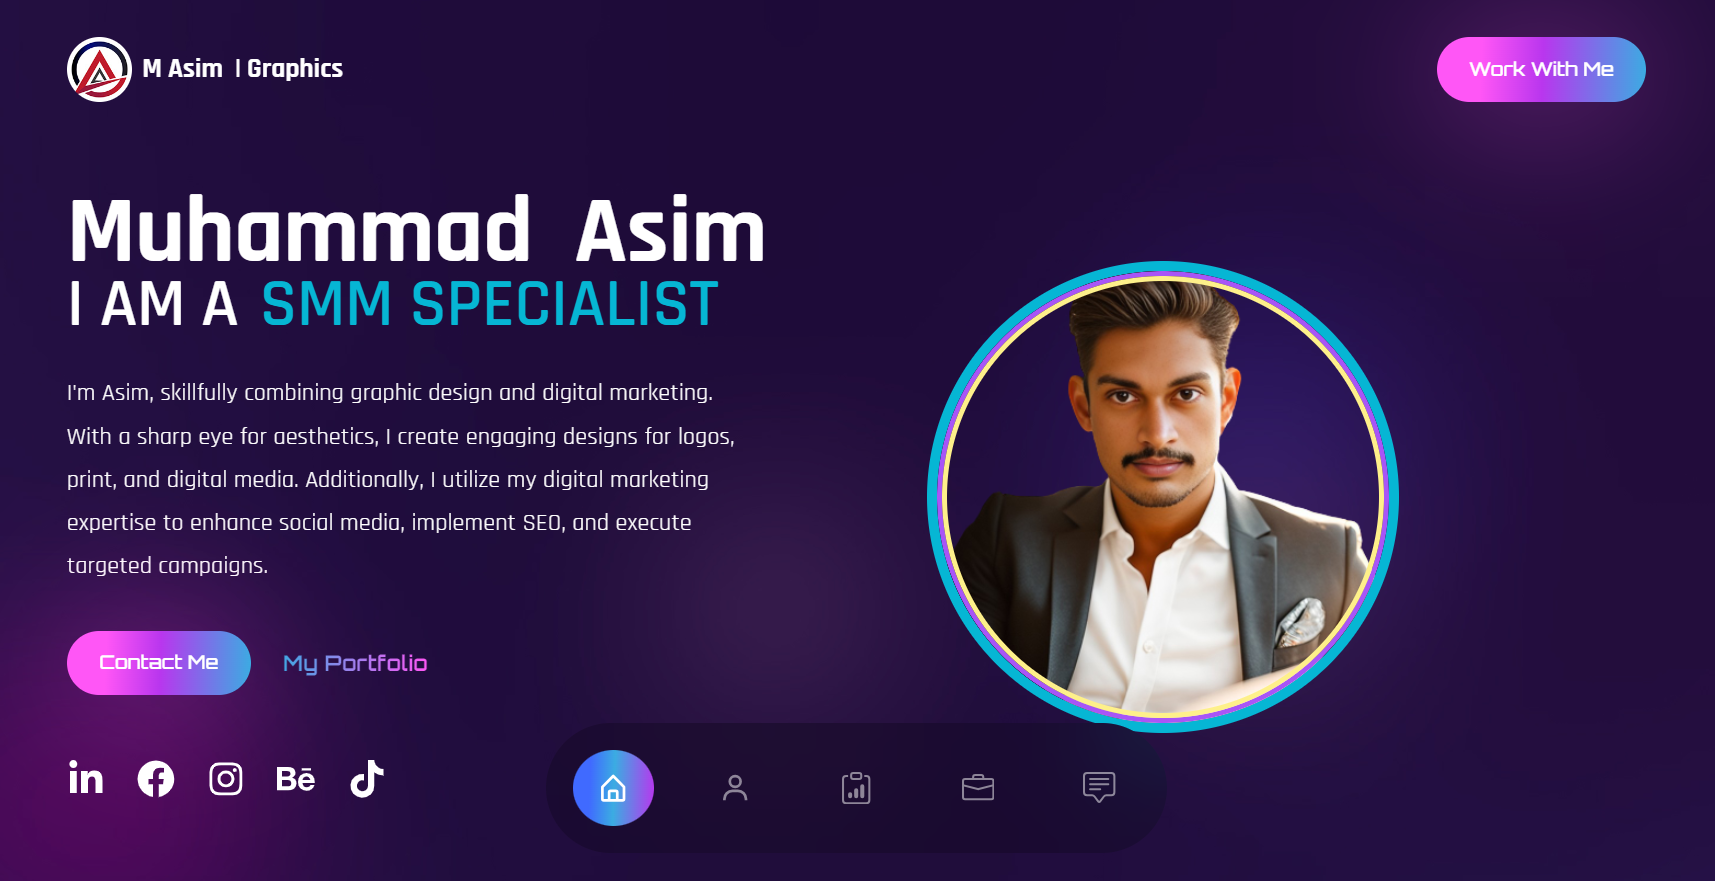 M Asim | Graphics
Work With Me
Muhammad Asim
I AM A SMM SPECIALIST
I'm Asim, skillfully combining graphic design and digital marketing.
With a sharp eye for aesthetics, I create engaging designs for logos,
print, and digital media. Additionally, I utilize my digital marketing
expertise to enhance social media, implement SEO, and execute
targeted campaigns.
Contact Me
My Portfolio
in
Bē